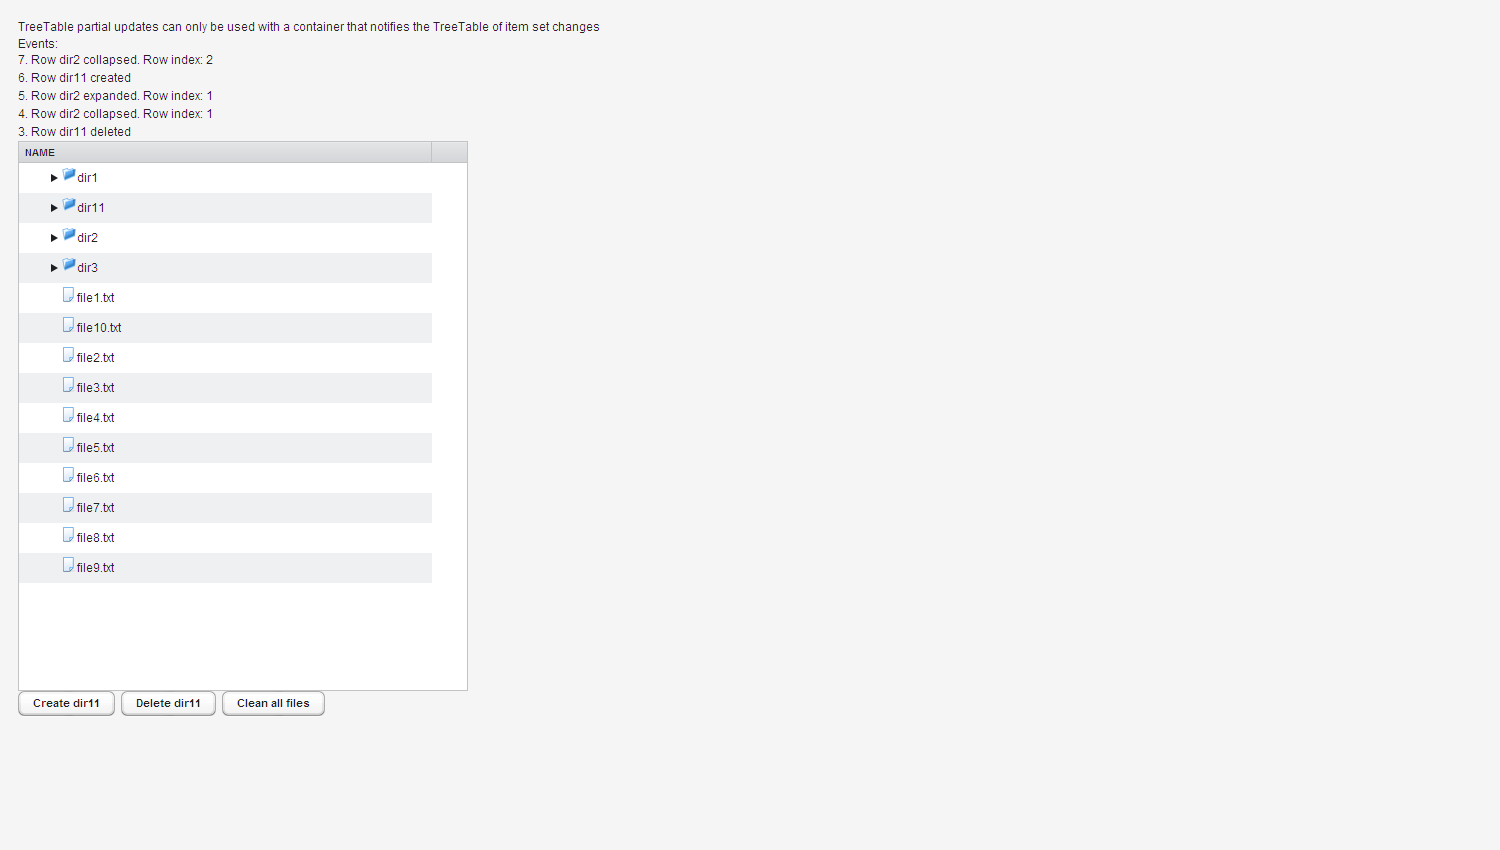 TreeTable partial updates can only be used with a container that notifies the TreeTable of item set changes
Events:
7. Row dir2 collapsed. Row index: 2
6. Row dir11 created
5. Row dir2 expanded. Row index: 1
4. Row dir2 collapsed. Row index: 1
3. Row dir11 deleted
NAME
dir1
dir11
dir2
dir3
file1.txt
file10.txt
file2.txt
file3.txt
file4.txt
file5.txt
file6.txt
file7.txt
file8.txt
file9.txt
Create dir11 Delete dir11 Clean all files